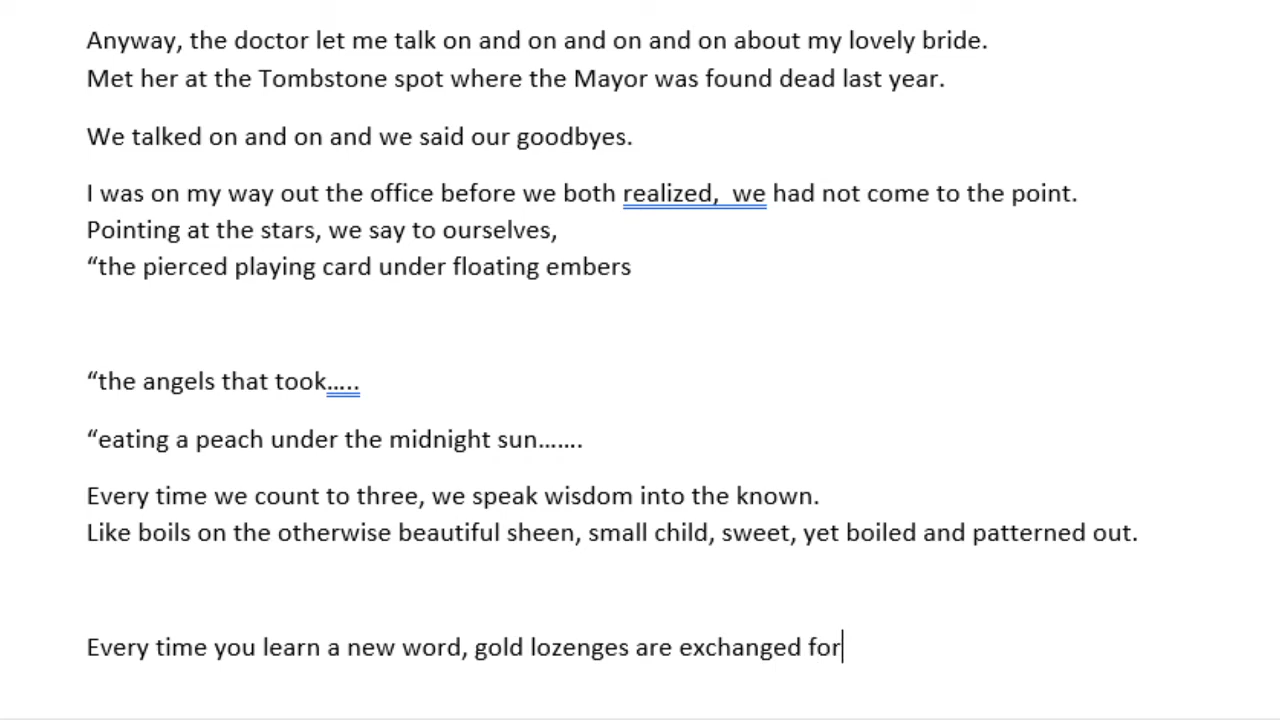 Anyway, the doctor let me talk on and on and on and on about my lovely bride.
Met her at the Tombstone spot where the Mayor was found dead last year.
We talked on and on and we said our goodbyes.
I was on my way out the office before we both realized,  we had not come to the point.
Pointing at the stars, we say to ourselves,
“the pierced playing card under floating embers
“the angels that took…..
“eating a peach under the midnight sun…….
Every time we count to three, we speak wisdom into the known.
Like boils on the otherwise beautiful sheen, small child, sweet, yet boiled and patterned out.
Every time you learn a new word, gold lozenges are exchanged for